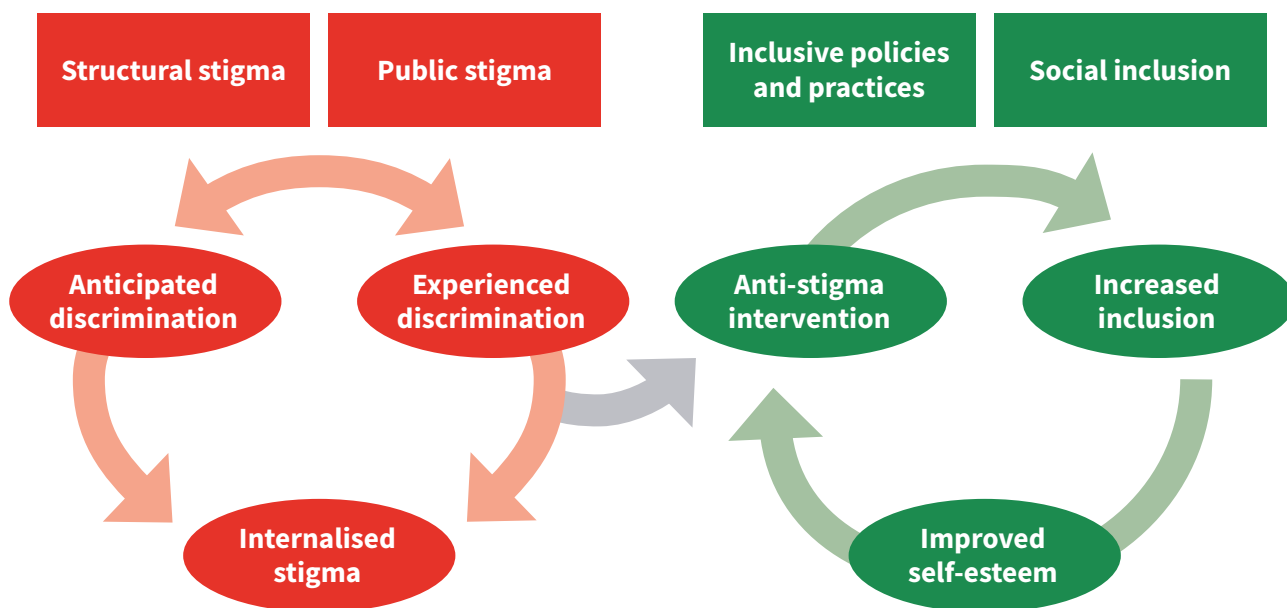 Structural stigma
Public stigma
Inclusive policies
and practices
Social inclusion
Anticipated
discrimination
Experienced
discrimination
Anti-stigma
intervention
Increased
inclusion
Internalised
stigma
Improved
self-esteem